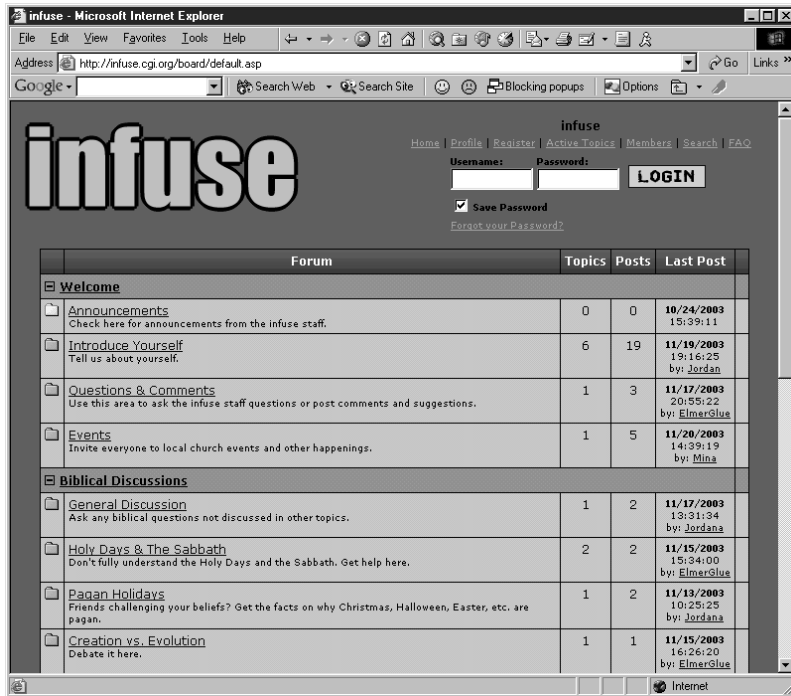 infuse - Microsoft Internet Explorer
File Edit View Favorites Tools Help
Address http://infuse.cgi.org/board/default.asp Go Links »
Google Search Web Search Site Blocking popups Options
infuse
infuse
Home | Profile | Register | Active Topics | Members | Search | FAQ
Username: Password:
LOGIN
Save Password
Forgot your Password?
Forum Topics Posts Last Post
Welcome
Announcements 0 0 10/24/2003
Check here for announcements from the infuse staff. 15:39:11
Introduce Yourself 6 19 11/19/2003
Tell us about yourself. 19:16:25
by: Jordan
Questions & Comments 1 3 11/17/2003
Use this area to ask the infuse staff questions or post comments and suggestions. 20:55:22
by: ElmerGlue
Events 1 5 11/20/2003
Invite everyone to local church events and other happenings. 14:39:19
by: Mina
Biblical Discussions
General Discussion 1 2 11/17/2003
Ask any biblical questions not discussed in other topics. 13:31:34
by: Jordana
Holy Days & The Sabbath 2 2 11/15/2003
Don't fully understand the Holy Days and the Sabbath. Get help here. 15:34:00
by: ElmerGlue
Pagan Holidays 1 2 11/13/2003
Friends challenging your beliefs? Get the facts on why Christmas, Halloween, Easter, etc. are 10:25:25
pagan. by: Jordana
Creation vs. Evolution 1 1 11/15/2003
Debate it here. 16:26:20
by: ElmerGlue
Internet